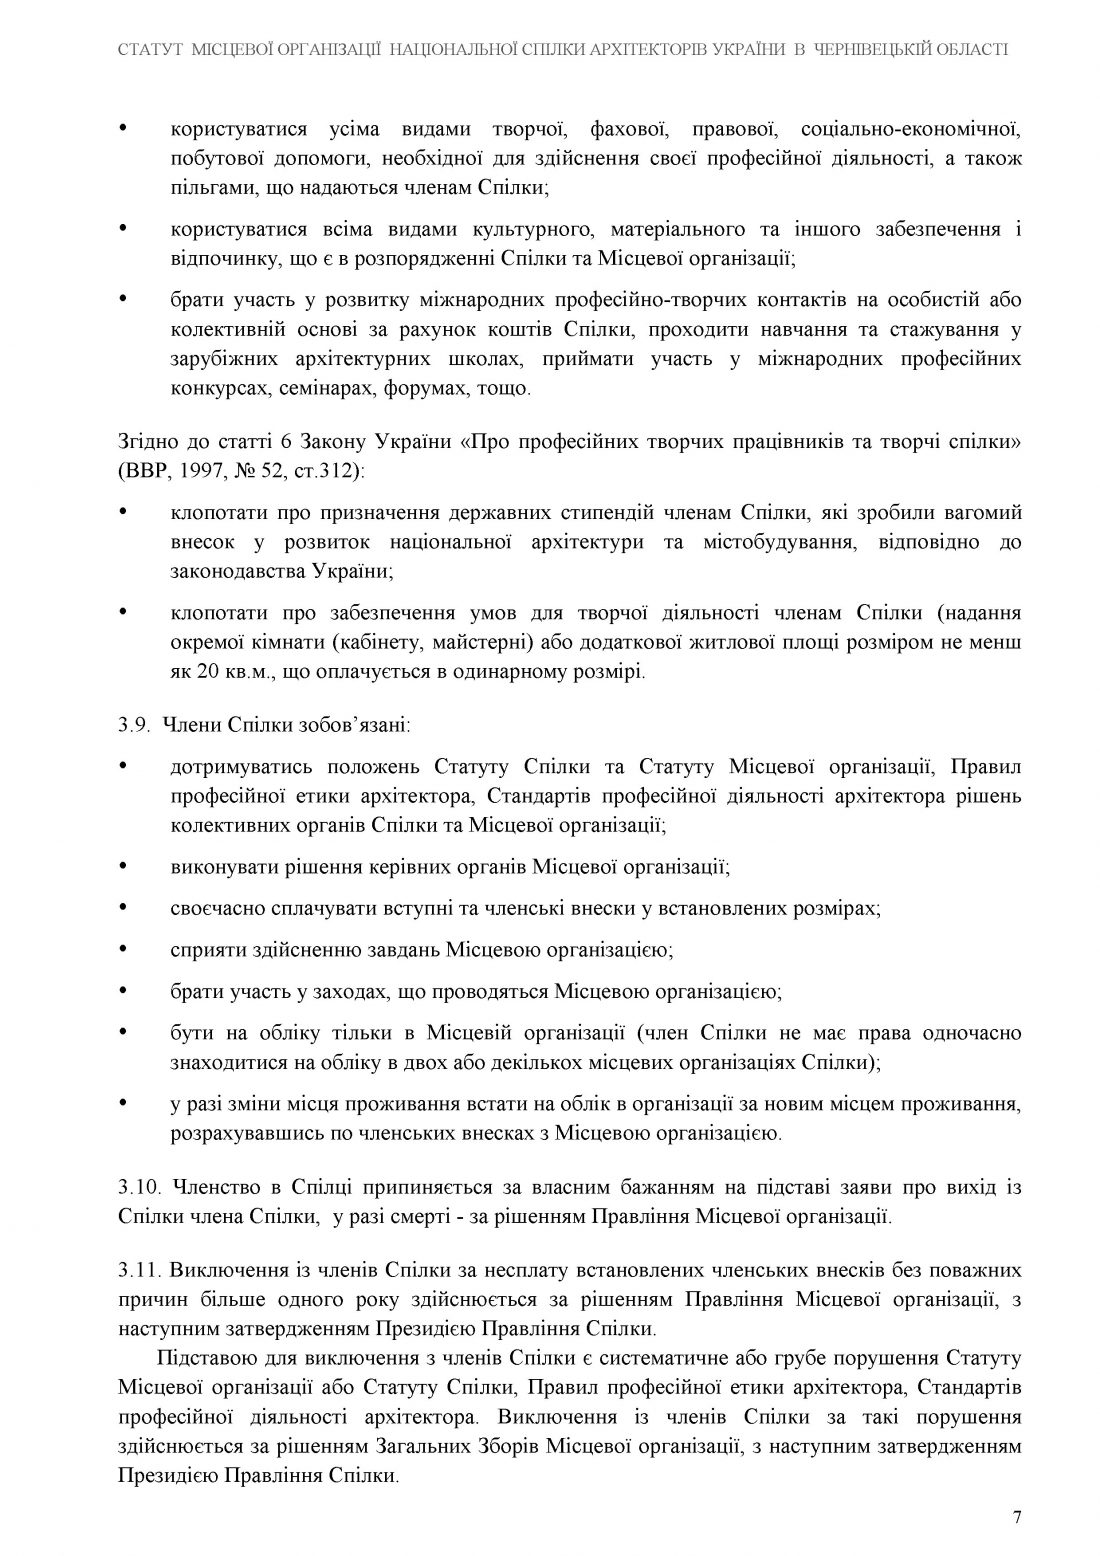 СТАТУТ МІСЦЕВОЇ ОРГАНІЗАЦІЇ НАЦІОНАЛЬНОЇ СПІЛКИ АРХІТЕКТОРІВ УКРАЇНИ В ЧЕРНІВЕЦЬКІЙ ОБЛАСТІ
• користуватися усіма видами творчої, фахової, правової, соціально-економічної,
побутової допомоги, необхідної для здійснення своєї професійної діяльності, а також
пільгами, що надаються членам Спілки;
• користуватися всіма видами культурного, матеріального та іншого забезпечення і
відпочинку, що є в розпорядженні Спілки та Місцевої організації;
• брати участь у розвитку міжнародних професійно-творчих контактів на особистій або
колективній основі за рахунок коштів Спілки, проходити навчання та стажування у
зарубіжних архітектурних школах, приймати участь у міжнародних професійних
конкурсах, семінарах, форумах, тощо.
Згідно до статті 6 Закону України «Про професійних творчих працівників та творчі спілки»
(ВВР, 1997, № 52, ст.312):
• клопотати про призначення державних стипендій членам Спілки, які зробили вагомий
внесок у розвиток національної архітектури та містобудування, відповідно до
законодавства України;
• клопотати про забезпечення умов для творчої діяльності членам Спілки (надання
окремої кімнати (кабінету, майстерні) або додаткової житлової площі розміром не менш
як 20 кв.м., що оплачується в одинарному розмірі.
3.9. Члени Спілки зобов’язані:
• дотримуватись положень Статуту Спілки та Статуту Місцевої організації, Правил
професійної етики архітектора, Стандартів професійної діяльності архітектора рішень
колективних органів Спілки та Місцевої організації;
• виконувати рішення керівних органів Місцевої організації;
• своєчасно сплачувати вступні та членські внески у встановлених розмірах;
• сприяти здійсненню завдань Місцевою організацією;
• брати участь у заходах, що проводяться Місцевою організацією;
• бути на обліку тільки в Місцевій організації (член Спілки не має права одночасно
знаходитися на обліку в двох або декількох місцевих організаціях Спілки);
• у разі зміни місця проживання встати на облік в організації за новим місцем проживання,
розрахувавшись по членських внесках з Місцевою організацією.
3.10. Членство в Спілці припиняється за власним бажанням на підставі заяви про вихід із
Спілки члена Спілки, у разі смерті - за рішенням Правління Місцевої організації.
3.11. Виключення із членів Спілки за несплату встановлених членських внесків без поважних
причин більше одного року здійснюється за рішенням Правління Місцевої організації, з
наступним затвердженням Президією Правління Спілки.
Підставою для виключення з членів Спілки є систематичне або грубе порушення Статуту
Місцевої організації або Статуту Спілки, Правил професійної етики архітектора, Стандартів
професійної діяльності архітектора. Виключення із членів Спілки за такі порушення
здійснюється за рішенням Загальних Зборів Місцевої організації, з наступним затвердженням
Президією Правління Спілки.
7